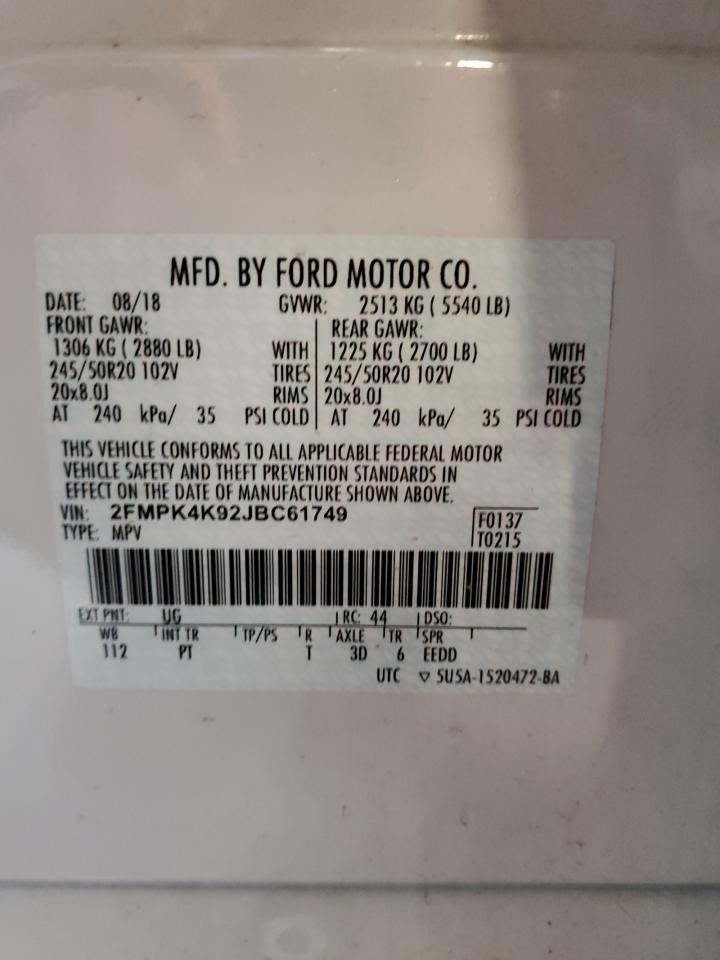 MFD. BY FORD MOTOR CO.
DATE: 08/18 GVWR: 2513 KG ( 5540 LB)
FRONT GAWR: REAR GAWR:
1306 KG ( 2880 LB) WITH 1225 KG ( 2700 LB) WITH
245/50R20 102V TIRES 245/50R20 102V TIRES
20x8.0J RIMS 20x8.0J RIMS
AT 240 kPa/ 35 PSI COLD AT 240 kPa/ 35 PSI COLD
THIS VEHICLE CONFORMS TO ALL APPLICABLE FEDERAL MOTOR
VEHICLE SAFETY AND THEFT PREVENTION STANDARDS IN
EFFECT ON THE DATE OF MANUFACTURE SHOWN ABOVE.
VIN: 2FMPK4K92JBC61749 F0137
TYPE: MPV T0215
EXT PNT: UG RC: 44 DSO:
WB INT TR TP/PS R AXLE TR SPR
112 PT T 3D 6 EEDD
UTC ▽ 5U5A-1520472-BA